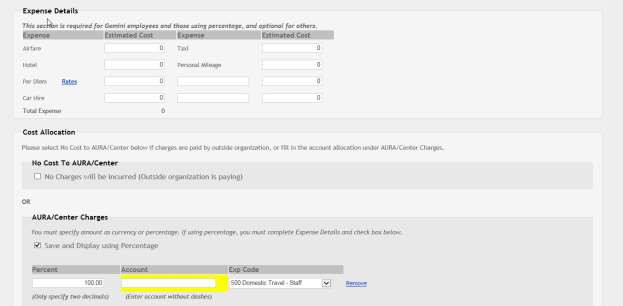 Expense Details
This section is required for Gemini employees and those using percentage, and optional for others.
Expense Estimated Cost Expense Estimated Cost
Airfare 0 Taxi 0
Hotel 0 Personal Mileage 0
Per Diem Rates 0 0
Car Hire 0 0
Total Expense 0
Cost Allocation
Please select No Cost to AURA/Center below if charges are paid by outside organization, or fill in the account allocation under AURA/Center Charges.
No Cost To AURA/Center
No Charges will be incurred (Outside organization is paying)
OR
AURA/Center Charges
You must specify amount as currency or percentage. If using percentage, you must complete Expense Details and check box below.
Save and Display using Percentage
Percent Account Exp Code
100.00 500 Domestic Travel - Staff Remove
(Only specify two decimals) (Enter account without dashes)